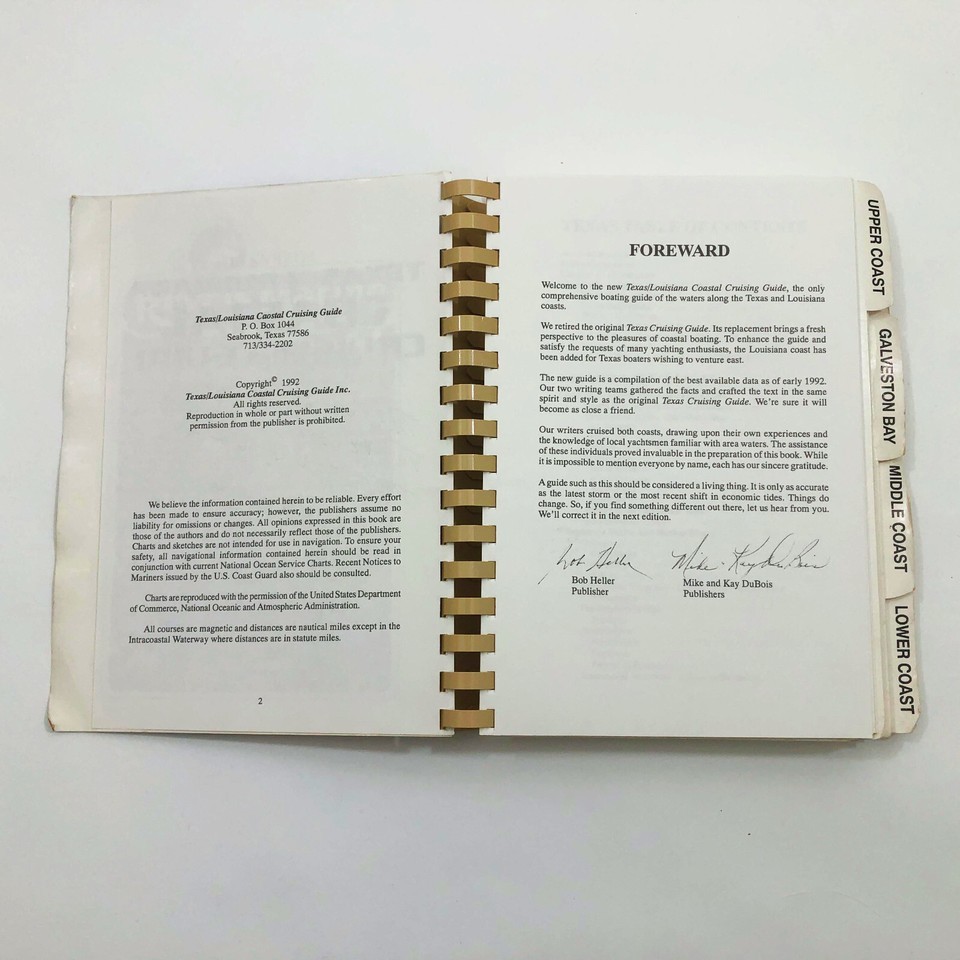 Texas/Louisiana Caostal Cruising Guide
P. O. Box 1044
Seabrook, Texas 77586
713/334-2202
Copyright© 1992
Texas/Louisiana Coastal Cruising Guide Inc.
All rights reserved.
Reproduction in whole or part without written
permission from the publisher is prohibited.
We believe the information contained herein to be reliable. Every effort
has been made to ensure accuracy; however, the publishers assume no
liability for omissions or changes. All opinions expressed in this book are
those of the authors and do not necessarily reflect those of the publishers.
Charts and sketches are not intended for use in navigation. To ensure your
safety, all navigational information contained herein should be read in
conjunction with current National Ocean Service Charts. Recent Notices to
Mariners issued by the U.S. Coast Guard also should be consulted.
Charts are reproduced with the permission of the United States Department
of Commerce, National Oceanic and Atmospheric Administration.
All courses are magnetic and distances are nautical miles except in the
Intracoastal Waterway where distances are in statute miles.
2
FOREWARD
Welcome to the new Texas/Louisiana Coastal Cruising Guide, the only
comprehensive boating guide of the waters along the Texas and Louisiana
coasts.
We retired the original Texas Cruising Guide. Its replacement brings a fresh
perspective to the pleasures of coastal boating. To enhance the guide and
satisfy the requests of many yachting enthusiasts, the Louisiana coast has
been added for Texas boaters wishing to venture east.
The new guide is a compilation of the best available data as of early 1992.
Our two writing teams gathered the facts and crafted the text in the same
spirit and style as the original Texas Cruising Guide. We're sure it will
become as close a friend.
Our writers cruised both coasts, drawing upon their own experiences and
the knowledge of local yachtsmen familiar with area waters. The assistance
of these individuals proved invaluable in the preparation of this book. While
it is impossible to mention everyone by name, each has our sincere gratitude.
A guide such as this should be considered a living thing. It is only as accurate
as the latest storm or the most recent shift in economic tides. Things do
change. So, if you find something different out there, let us hear from you.
We'll correct it in the next edition.
Bob Heller Mike & Kay DuBois
Bob Heller
Publisher
Mike and Kay DuBois
Publishers
UPPER COAST
GALVESTON BAY
MIDDLE COAST
LOWER COAST